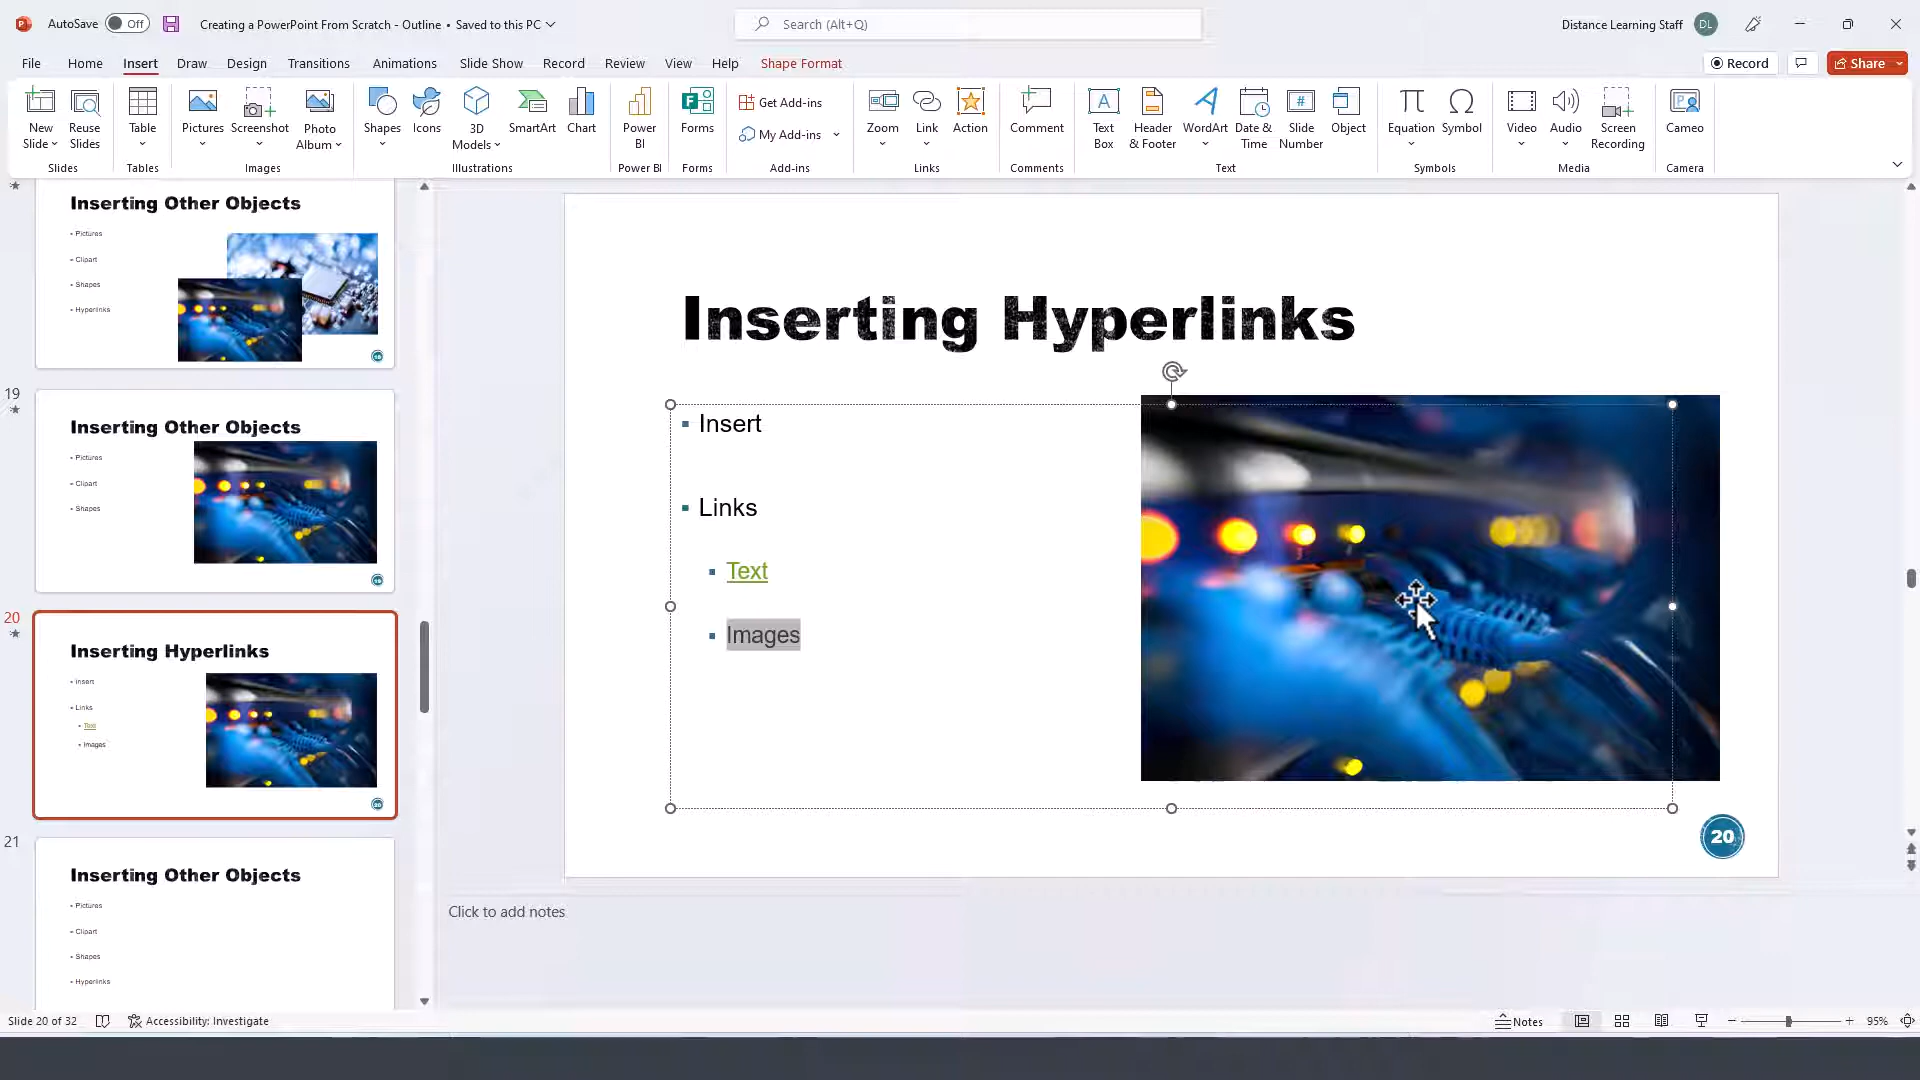 AutoSave Off Creating a PowerPoint From Scratch - Outline • Saved to this PC Search (Alt+Q) Distance Learning Staff DL
File Home Insert Draw Design Transitions Animations Slide Show Record Review View Help Shape Format Record Share
New Slide Reuse Slides Table Pictures Screenshot Photo Album Shapes Icons 3D Models SmartArt Chart Power BI Forms Get Add-ins My Add-ins Zoom Link Action Comment Text Box Header & Footer WordArt Date & Time Slide Number Object Equation Symbol Video Audio Screen Recording Cameo
Slides Tables Images Illustrations Power BI Forms Add-ins Links Comments Text Symbols Media Camera
Inserting Other Objects
Pictures
Clipart
Shapes
Hyperlinks
19
Inserting Other Objects
Pictures
Clipart
Shapes
20
Inserting Hyperlinks
Insert
Links
Text
Images
21
Inserting Other Objects
Pictures
Clipart
Shapes
Hyperlinks
Inserting Hyperlinks
Insert
Links
Text
Images
20
Click to add notes
Slide 20 of 32 Accessibility: Investigate Notes 95%